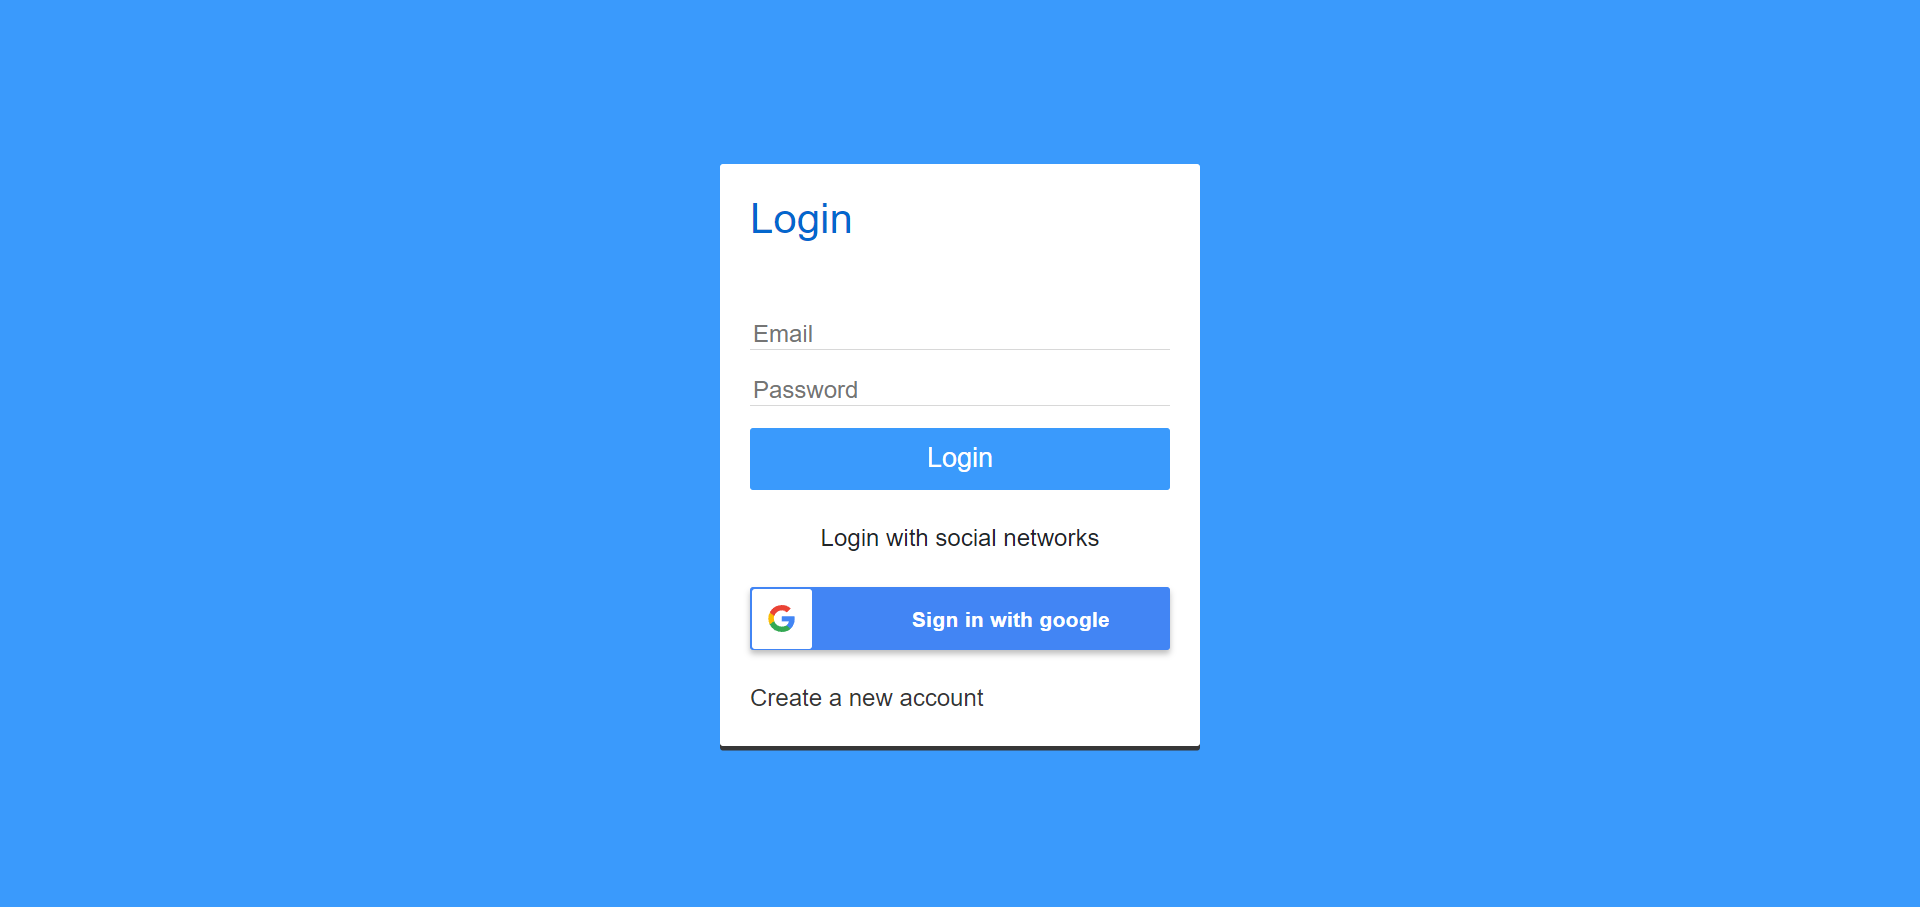 Login
Email
Password
Login
Login with social networks
Sign in with google
Create a new account